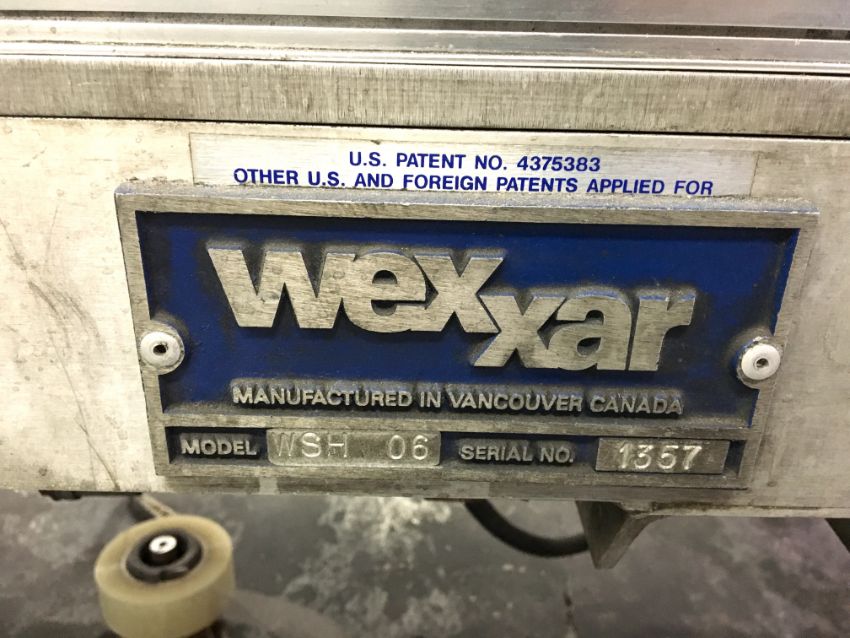 U.S. PATENT NO. 4375383
OTHER U.S. AND FOREIGN PATENTS APPLIED FOR
wexxar
MANUFACTURED IN VANCOUVER CANADA
MODEL WSH 06 SERIAL NO. 1357